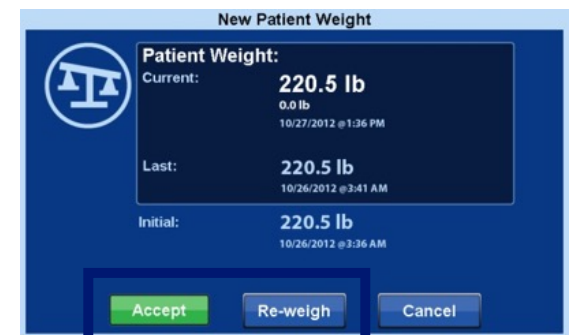 New Patient Weight
Patient Weight:
Current:
220.5 lb
0.0 lb
10/27/2012 @1:36 PM
Last:
220.5 lb
10/26/2012 @3:41 AM
Initial:
220.5 lb
10/26/2012 @3:36 AM
Accept Re-weigh Cancel